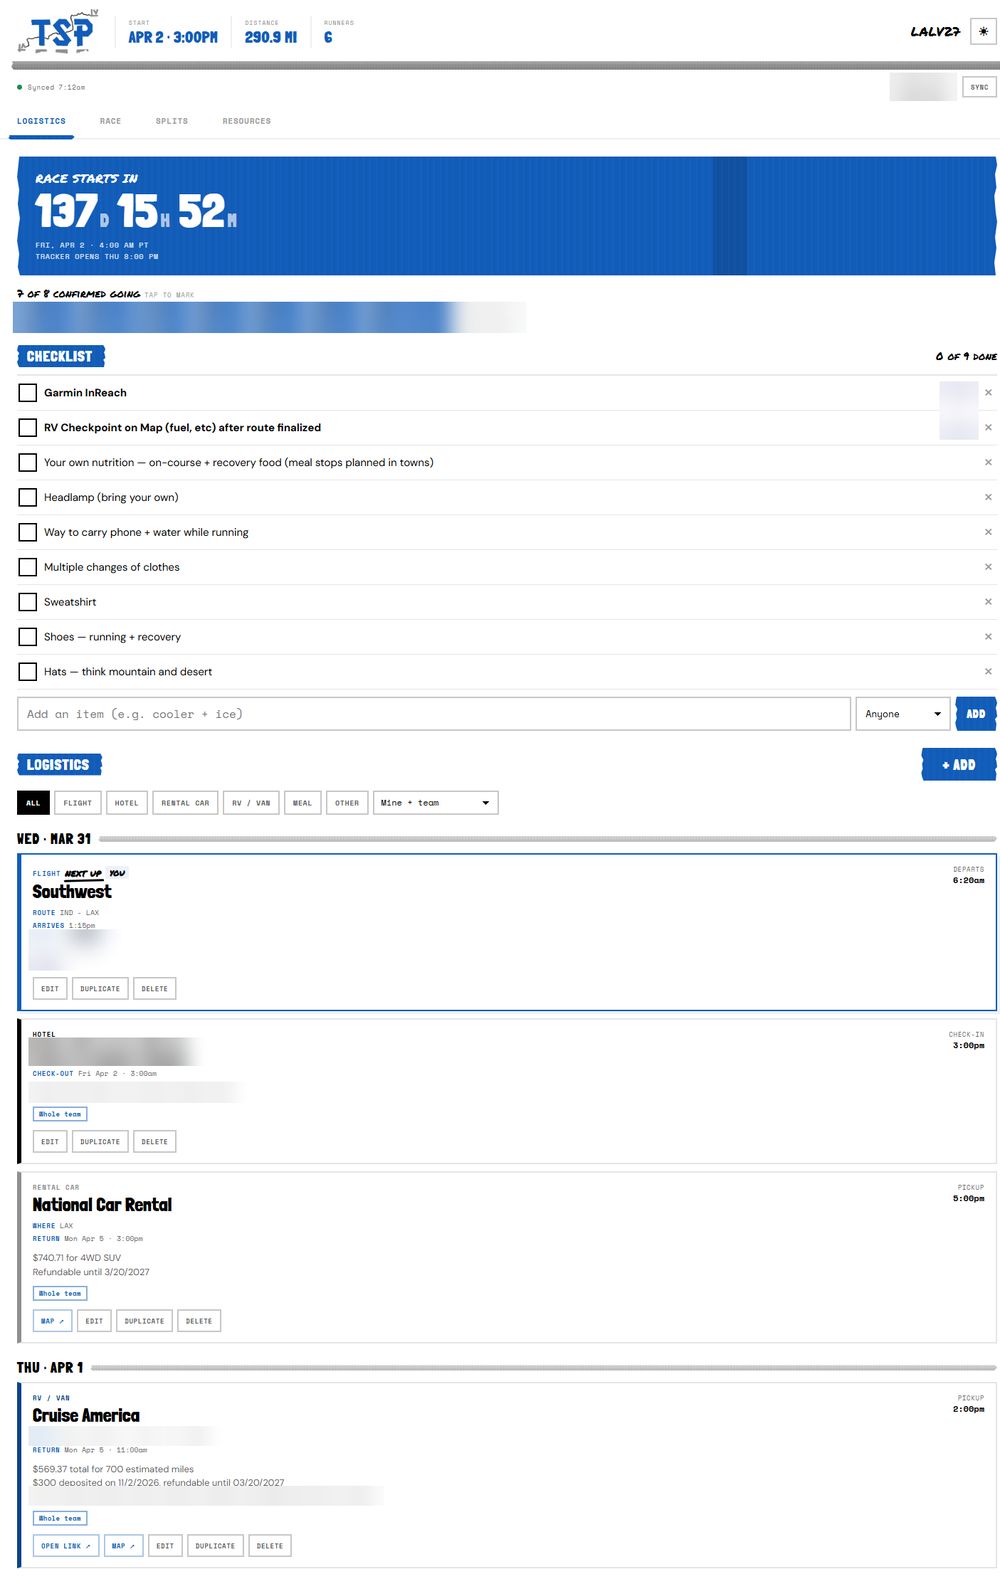 LA TSP LV
START
APR 2 · 3:00PM
DISTANCE
290.9 MI
RUNNERS
6
LALV27
Synced 7:12am
SYNC
LOGISTICS RACE SPLITS RESOURCES
RACE STARTS IN
137D 15H 52M
FRI, APR 2 · 4:00 AM PT
TRACKER OPENS THU 8:00 PM
7 OF 8 CONFIRMED GOING TAP TO MARK
CHECKLIST
0 OF 9 DONE
Garmin InReach ×
RV Checkpoint on Map (fuel, etc) after route finalized ×
Your own nutrition — on-course + recovery food (meal stops planned in towns) ×
Headlamp (bring your own) ×
Way to carry phone + water while running ×
Multiple changes of clothes ×
Sweatshirt ×
Shoes — running + recovery ×
Hats — think mountain and desert ×
Add an item (e.g. cooler + ice) Anyone ADD
LOGISTICS
+ ADD
ALL FLIGHT HOTEL RENTAL CAR RV / VAN MEAL OTHER Mine + team
WED · MAR 31
FLIGHT NEXT UP YOU
Southwest
DEPARTS
6:20am
ROUTE IND - LAX
ARRIVES 1:15pm
EDIT DUPLICATE DELETE
HOTEL
CHECK-IN
3:00pm
CHECK-OUT Fri Apr 2 · 3:00am
Whole team
EDIT DUPLICATE DELETE
RENTAL CAR
National Car Rental
PICKUP
5:00pm
WHERE LAX
RETURN Mon Apr 5 · 3:00pm
$740.71 for 4WD SUV
Refundable until 3/20/2027
Whole team
MAP ↗ EDIT DUPLICATE DELETE
THU · APR 1
RV / VAN
Cruise America
PICKUP
2:00pm
RETURN Mon Apr 5 · 11:00am
$569.37 total for 700 estimated miles
$300 deposited on 11/2/2026, refundable until 03/20/2027
Whole team
OPEN LINK ↗ MAP ↗ EDIT DUPLICATE DELETE